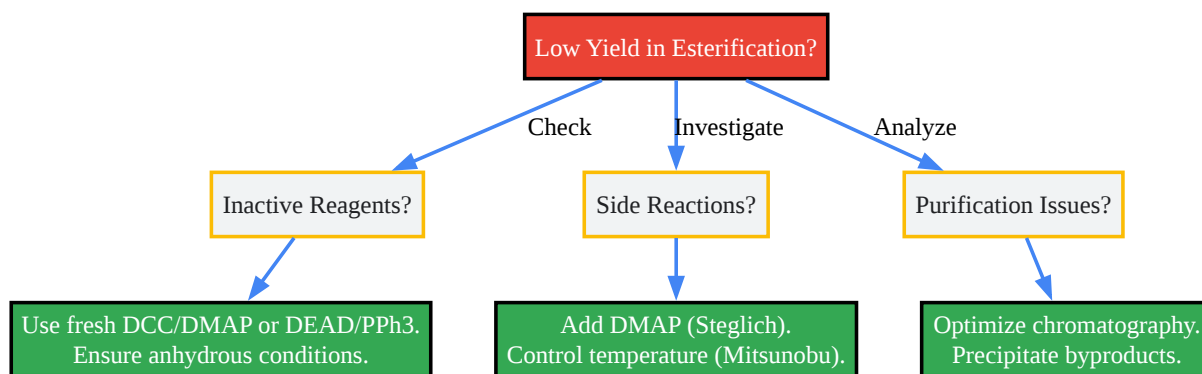 Low Yield in Esterification?
Check
Investigate
Analyze
Inactive Reagents?
Side Reactions?
Purification Issues?
Use fresh DCC/DMAP or DEAD/PPh3.
Ensure anhydrous conditions.
Add DMAP (Steglich).
Control temperature (Mitsunobu).
Optimize chromatography.
Precipitate byproducts.